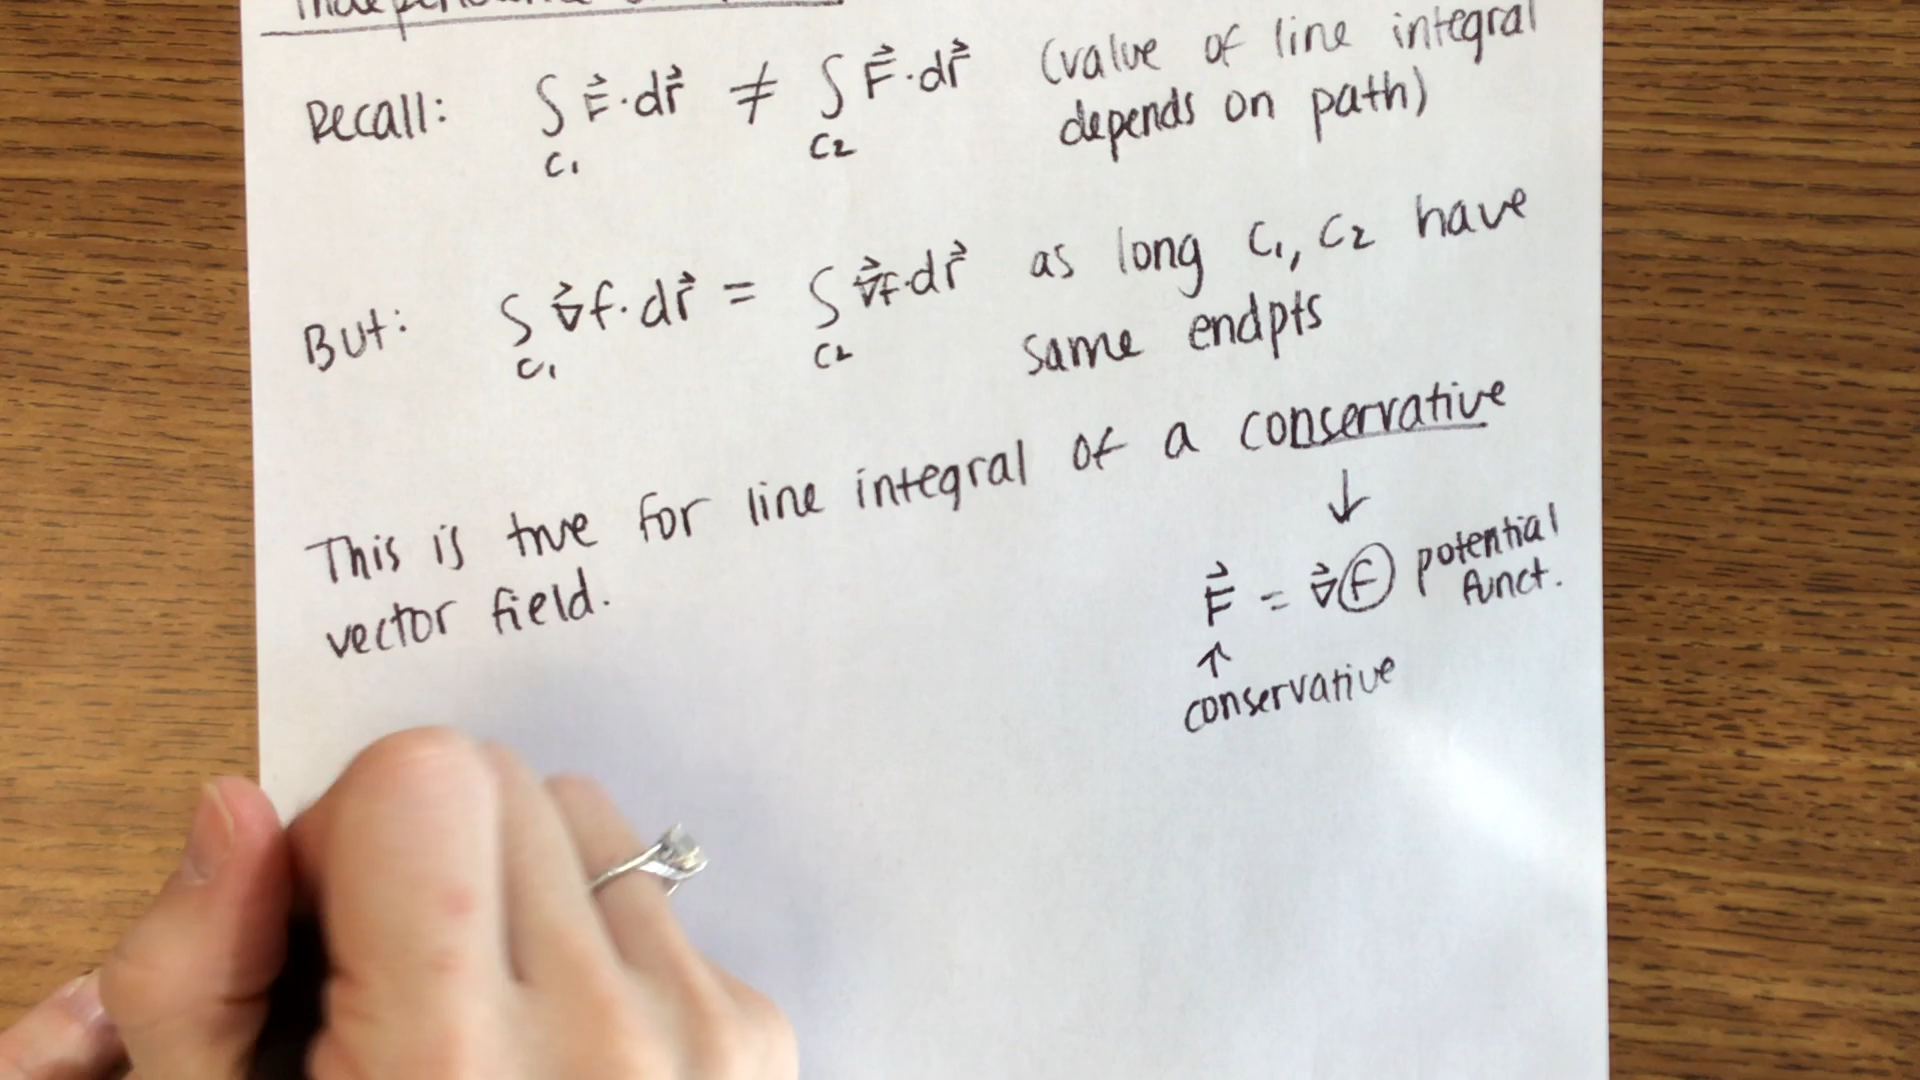 Recall: ∫ F⃗·dr⃗ ≠ ∫ F⃗·dr⃗ (value of line integral
C₁ C₂ depends on path)
But: ∫ ∇⃗f·dr⃗ = ∫ ∇⃗f·dr⃗ as long C₁, C₂ have
C₁ C₂ same endpts
This is true for line integral of a conservative
vector field.
↓
F⃗ = ∇⃗f potential
funct.
↑
conservative